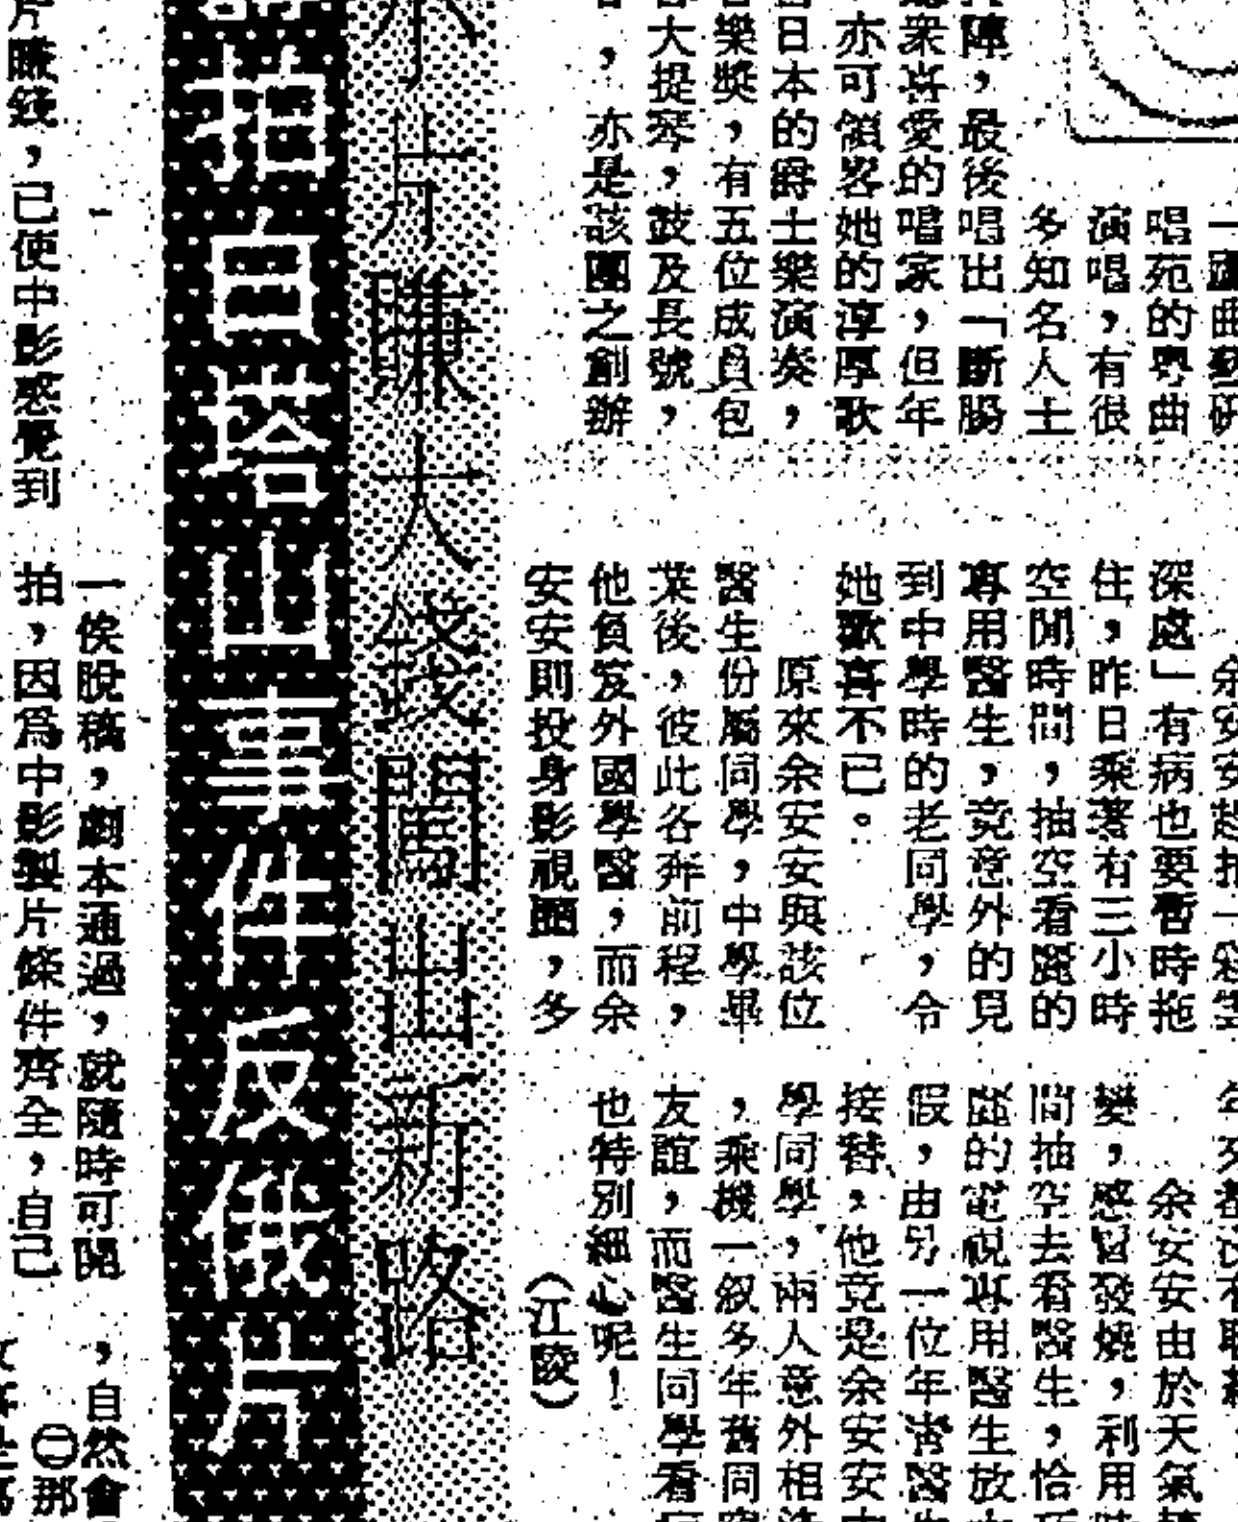 一
唱苑的粵曲
演唱，有很
多知名人士
陣，最後唱出「斷腸
衆喜愛的唱家，但年
亦可領畧她的淳厚歌
日本的爵士樂演奏，
樂獎，有五位成員包
大提琴，鼓及長號，
，亦是該團之創辦
深處」有病也要暫時拖
住，昨日乘著有三小時
空閒時間，抽空看麗的
專用醫生，竟意外的見
到中學時的老同學，令
她歡喜不已。
原來余安安與該位
醫生份屬同學，中學畢
業後，彼此各奔前程，
他負笈外國學醫，而余
安安則投身影視圈，多
余安安由於天氣
變，感冒發燒，利用
間抽空去看醫生，恰
麗的電視專用醫生放
假，由另一位年青醫
接替，他竟是余安安
學同學，兩人意外相
，乘機一叙多年舊同
友誼，而醫生同學看
也特別細心呢！
（江陵）
片賺大錢闖出新路
拍白塔山事件反俄片
片賺錢，已使中影感覺到
一俟脫稿，劇本通過，就隨時可開
拍，因爲中影製片條件齊全，自己
，自然會
㊁那